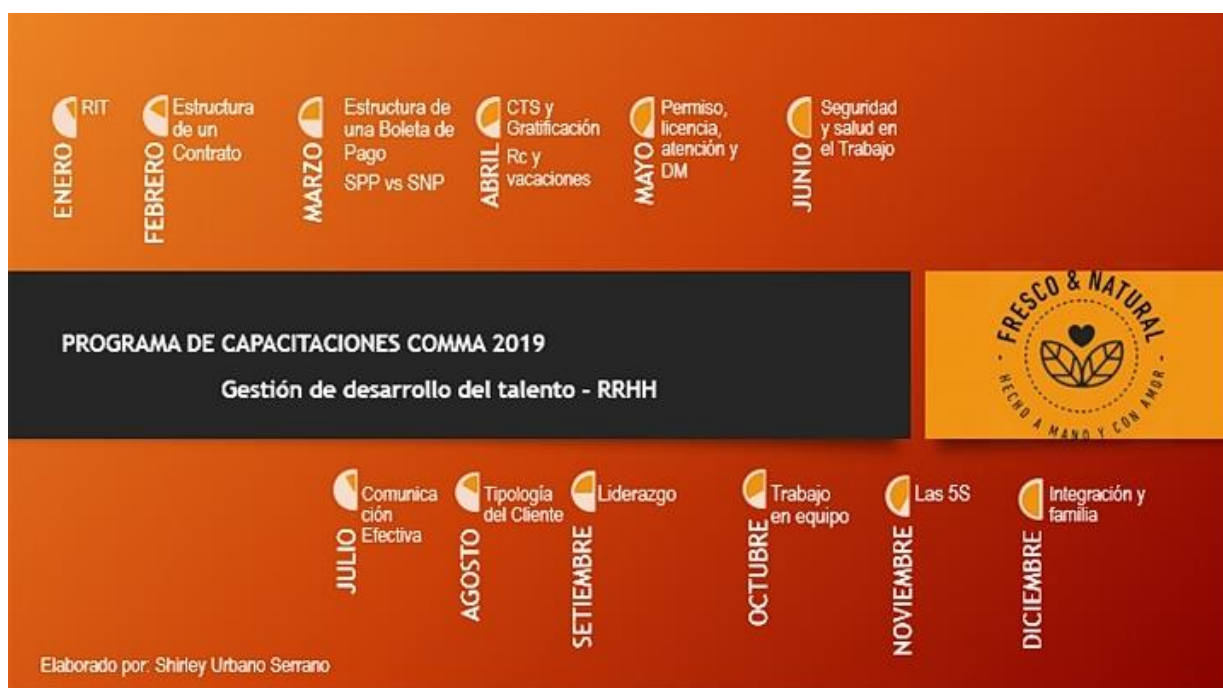 ENERO
RIT
FEBRERO
Estructura
de un
Contrato
MARZO
Estructura de
una Boleta de
Pago
SPP vs SNP
ABRIL
CTS y
Gratificación
Rc y
vacaciones
MAYO
Permiso,
licencia,
atención y
DM
JUNIO
Seguridad
y salud en
el Trabajo
PROGRAMA DE CAPACITACIONES COMMA 2019
Gestión de desarrollo del talento - RRHH
FRESCO & NATURAL
HECHO A MANO Y CON AMOR
JULIO
Comunica
ción
Efectiva
AGOSTO
Tipología
del Cliente
SETIEMBRE
Liderazgo
OCTUBRE
Trabajo
en equipo
NOVIEMBRE
Las 5S
DICIEMBRE
Integración y
familia
Elaborado por: Shirley Urbano Serrano